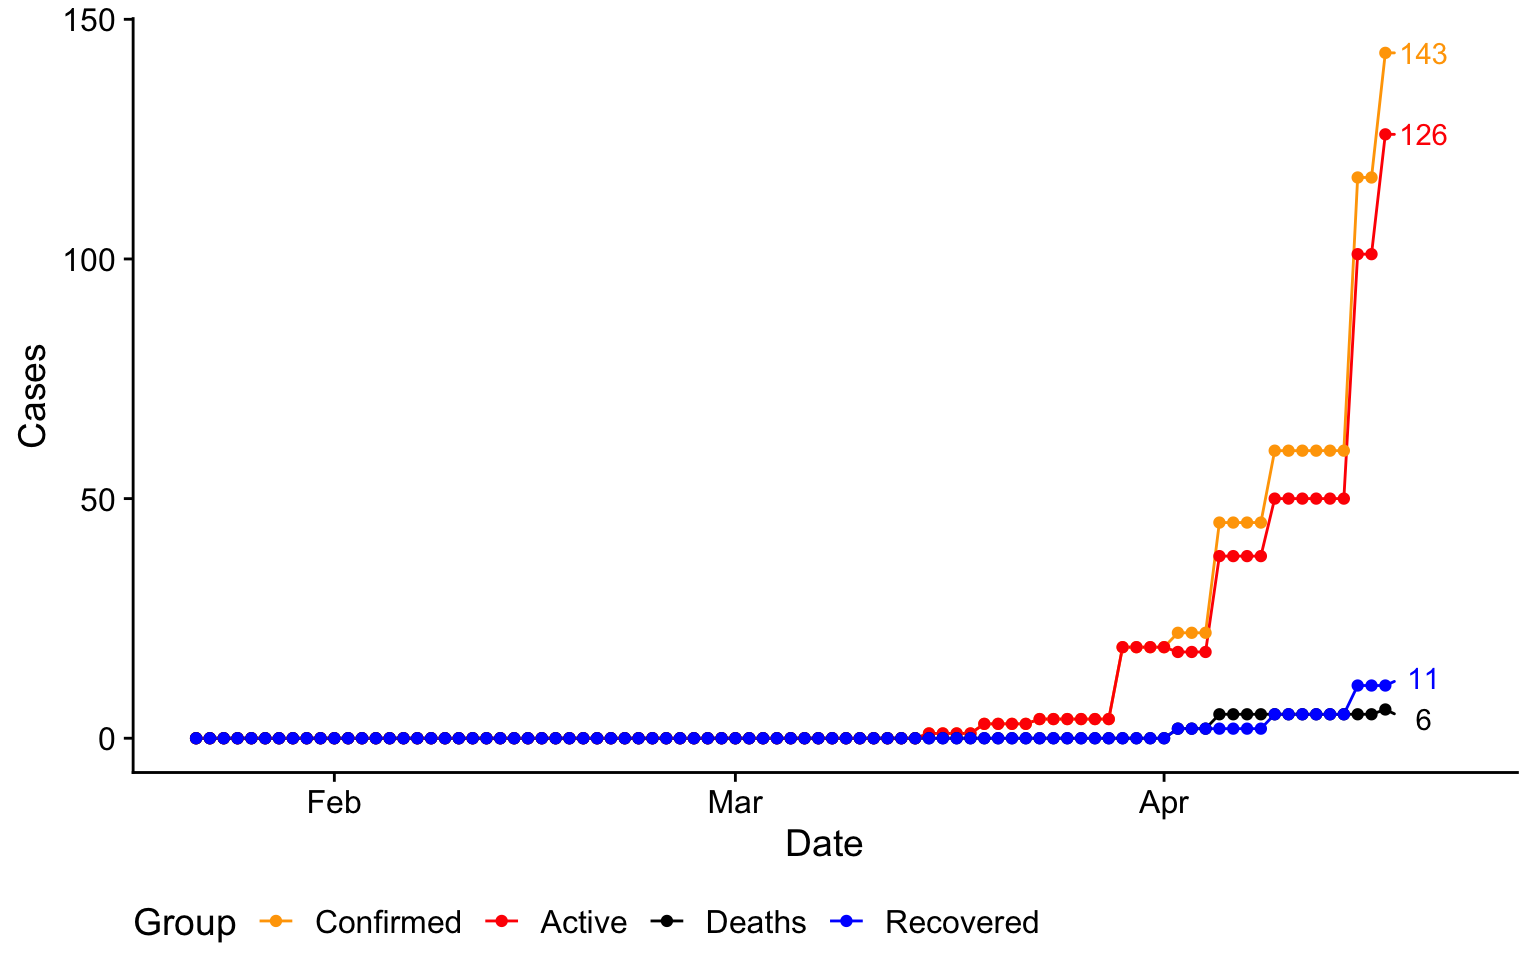 150
143
126
100
Cases
50
11
6
0
Feb Mar Apr
Date
Group Confirmed Active Deaths Recovered